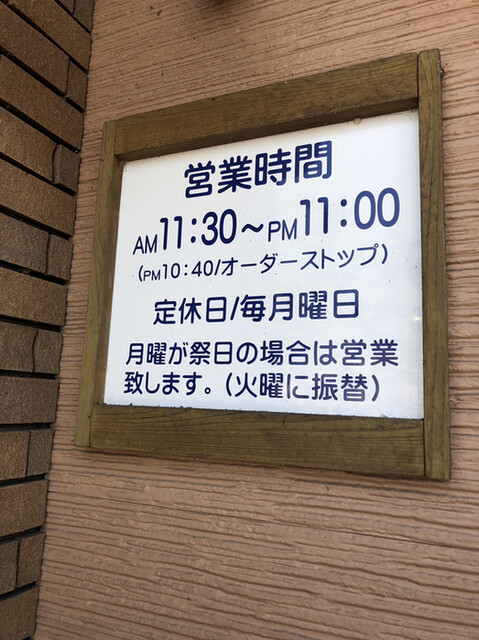 営業時間
AM11:30〜PM11:00
(PM10:40/オーダーストップ)
定休日/毎月曜日
月曜が祭日の場合は営業
致します。(火曜に振替)